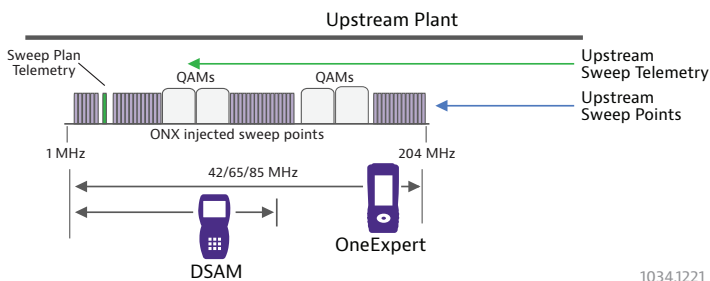 Upstream Plant
Sweep Plan
Telemetry
QAMs
QAMs
Upstream
Sweep Telemetry
Upstream
Sweep Points
ONX injected sweep points
1 MHz
204 MHz
42/65/85 MHz
OneExpert
DSAM
1034.1221